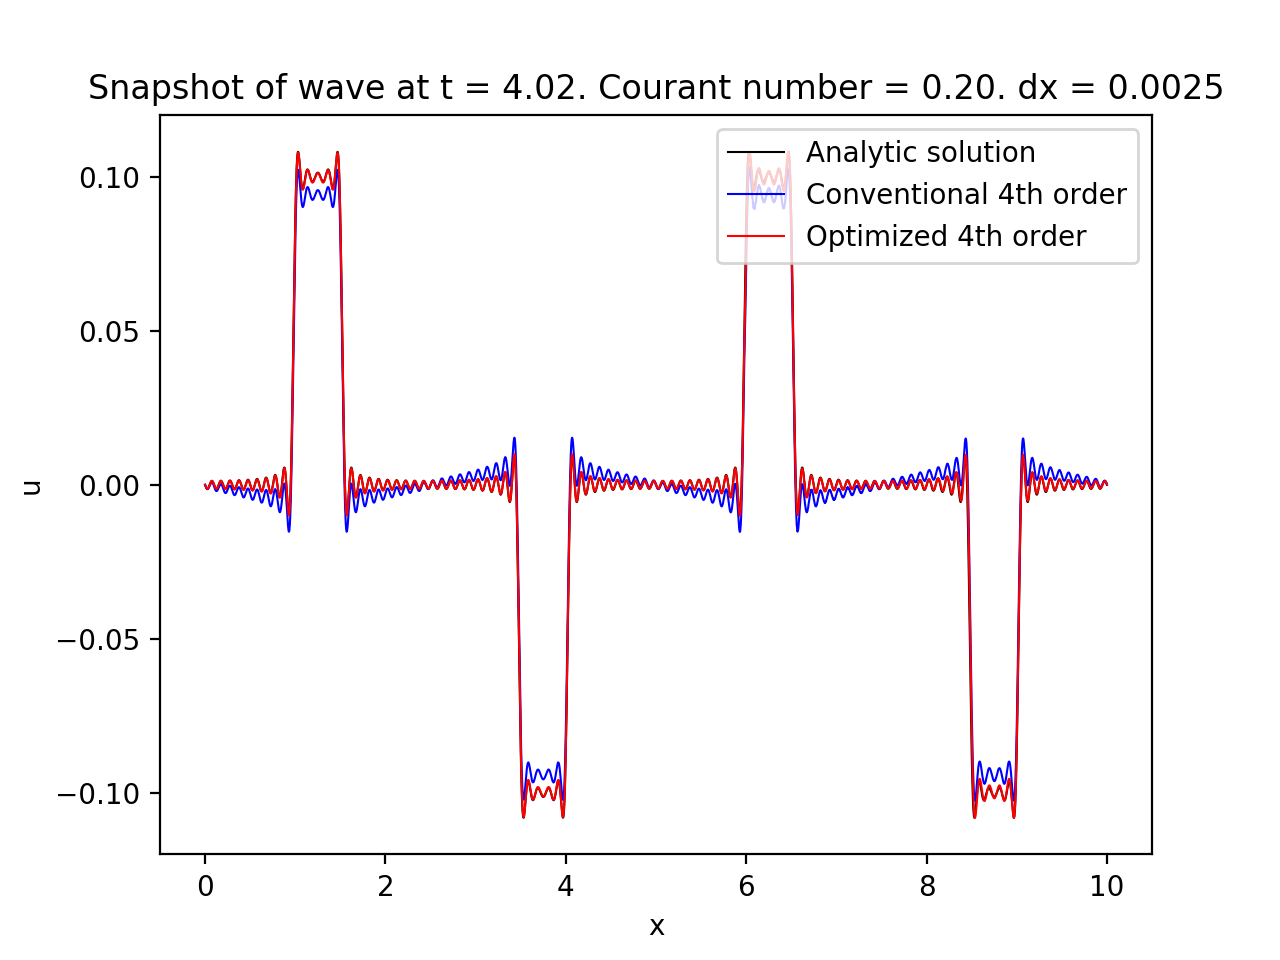 Snapshot of wave at t = 4.02. Courant number = 0.20. dx = 0.0025
Analytic solution
Conventional 4th order
Optimized 4th order
0.10
0.05
0.00
−0.05
−0.10
u
0 2 4 6 8 10
x